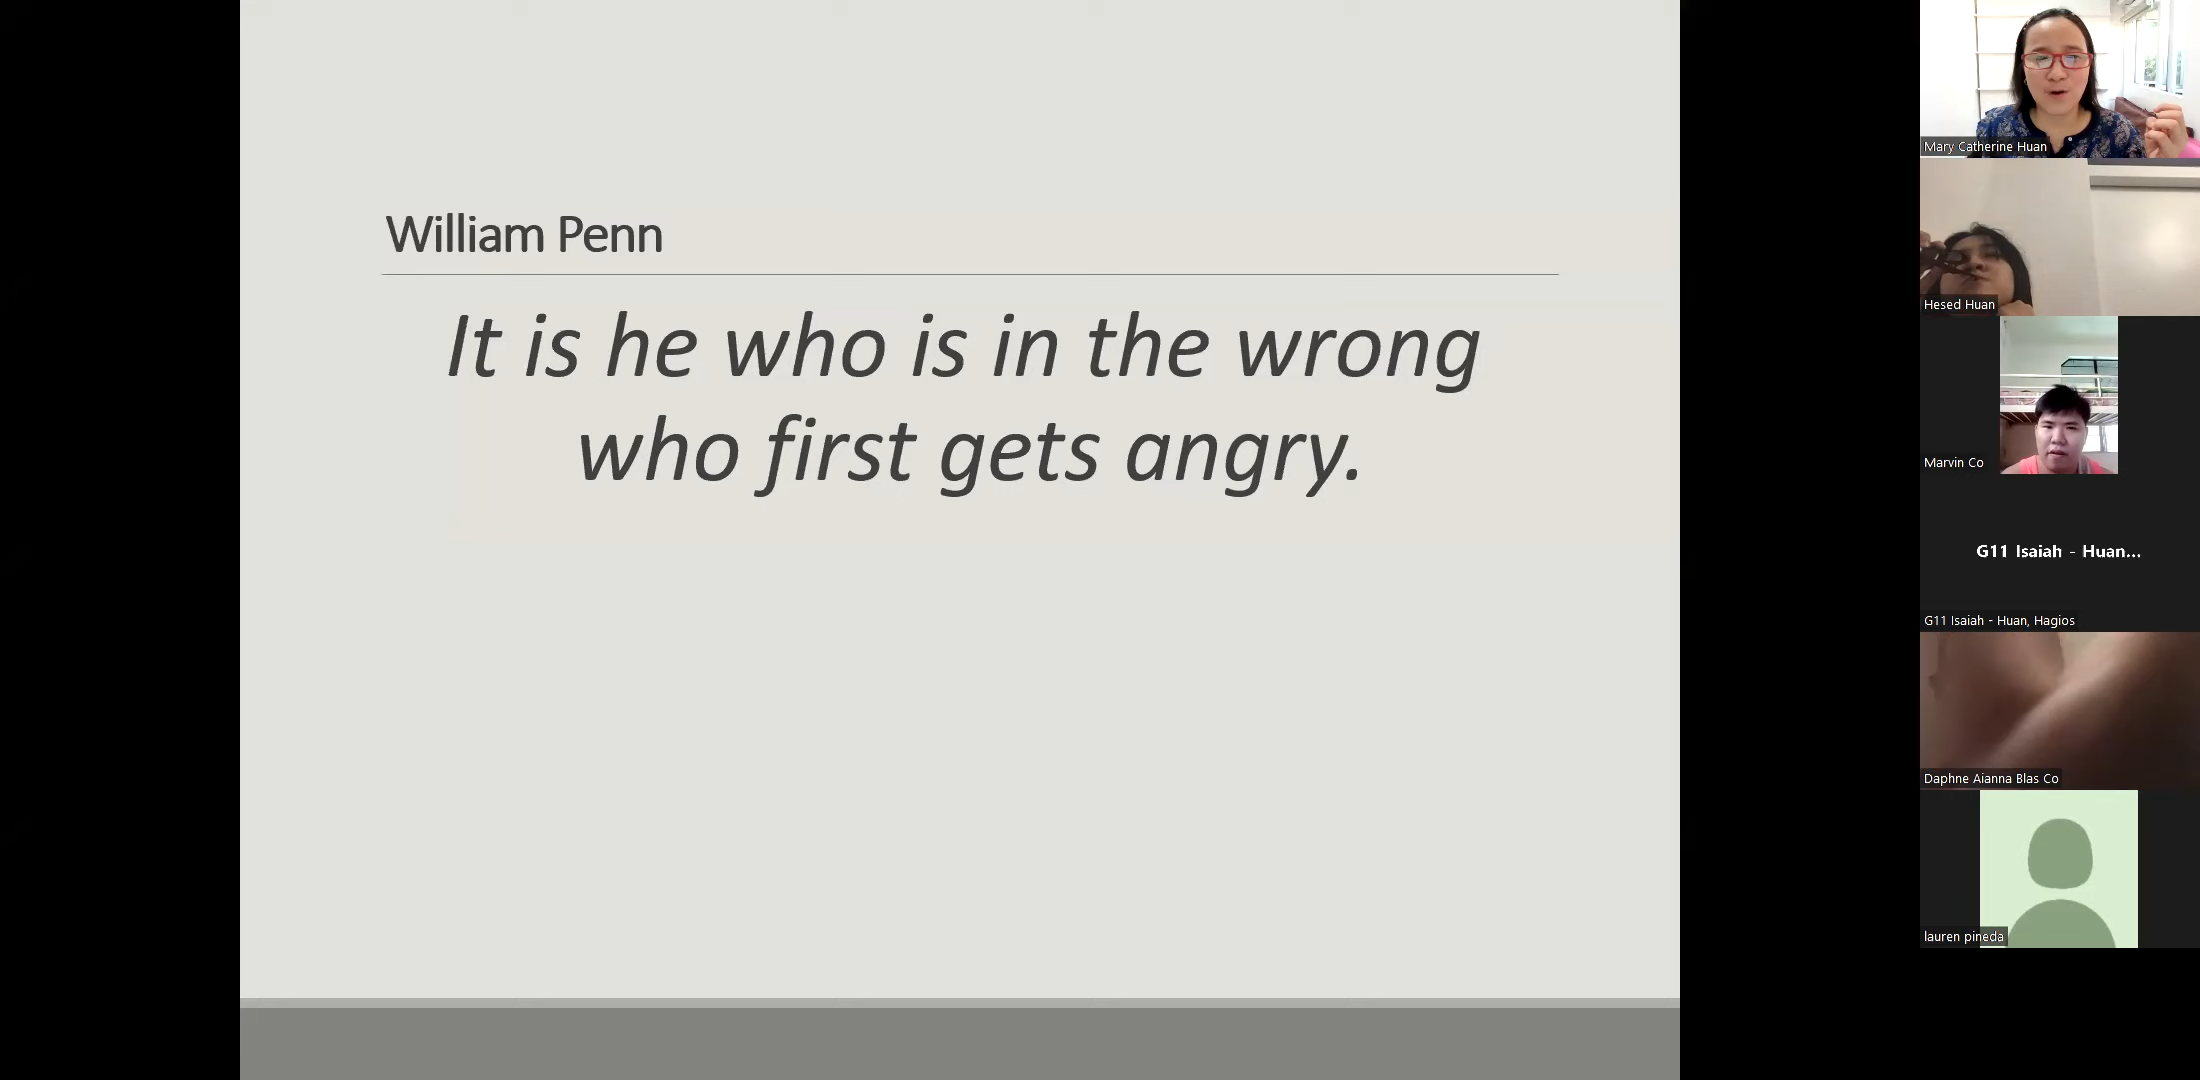 William Penn
It is he who is in the wrong
who first gets angry.
Mary Catherine Huan
Hesed Huan
Marvin Co
G11 Isaiah - Huan...
G11 Isaiah - Huan, Hagios
Daphne Aianna Blas Co
lauren pineda